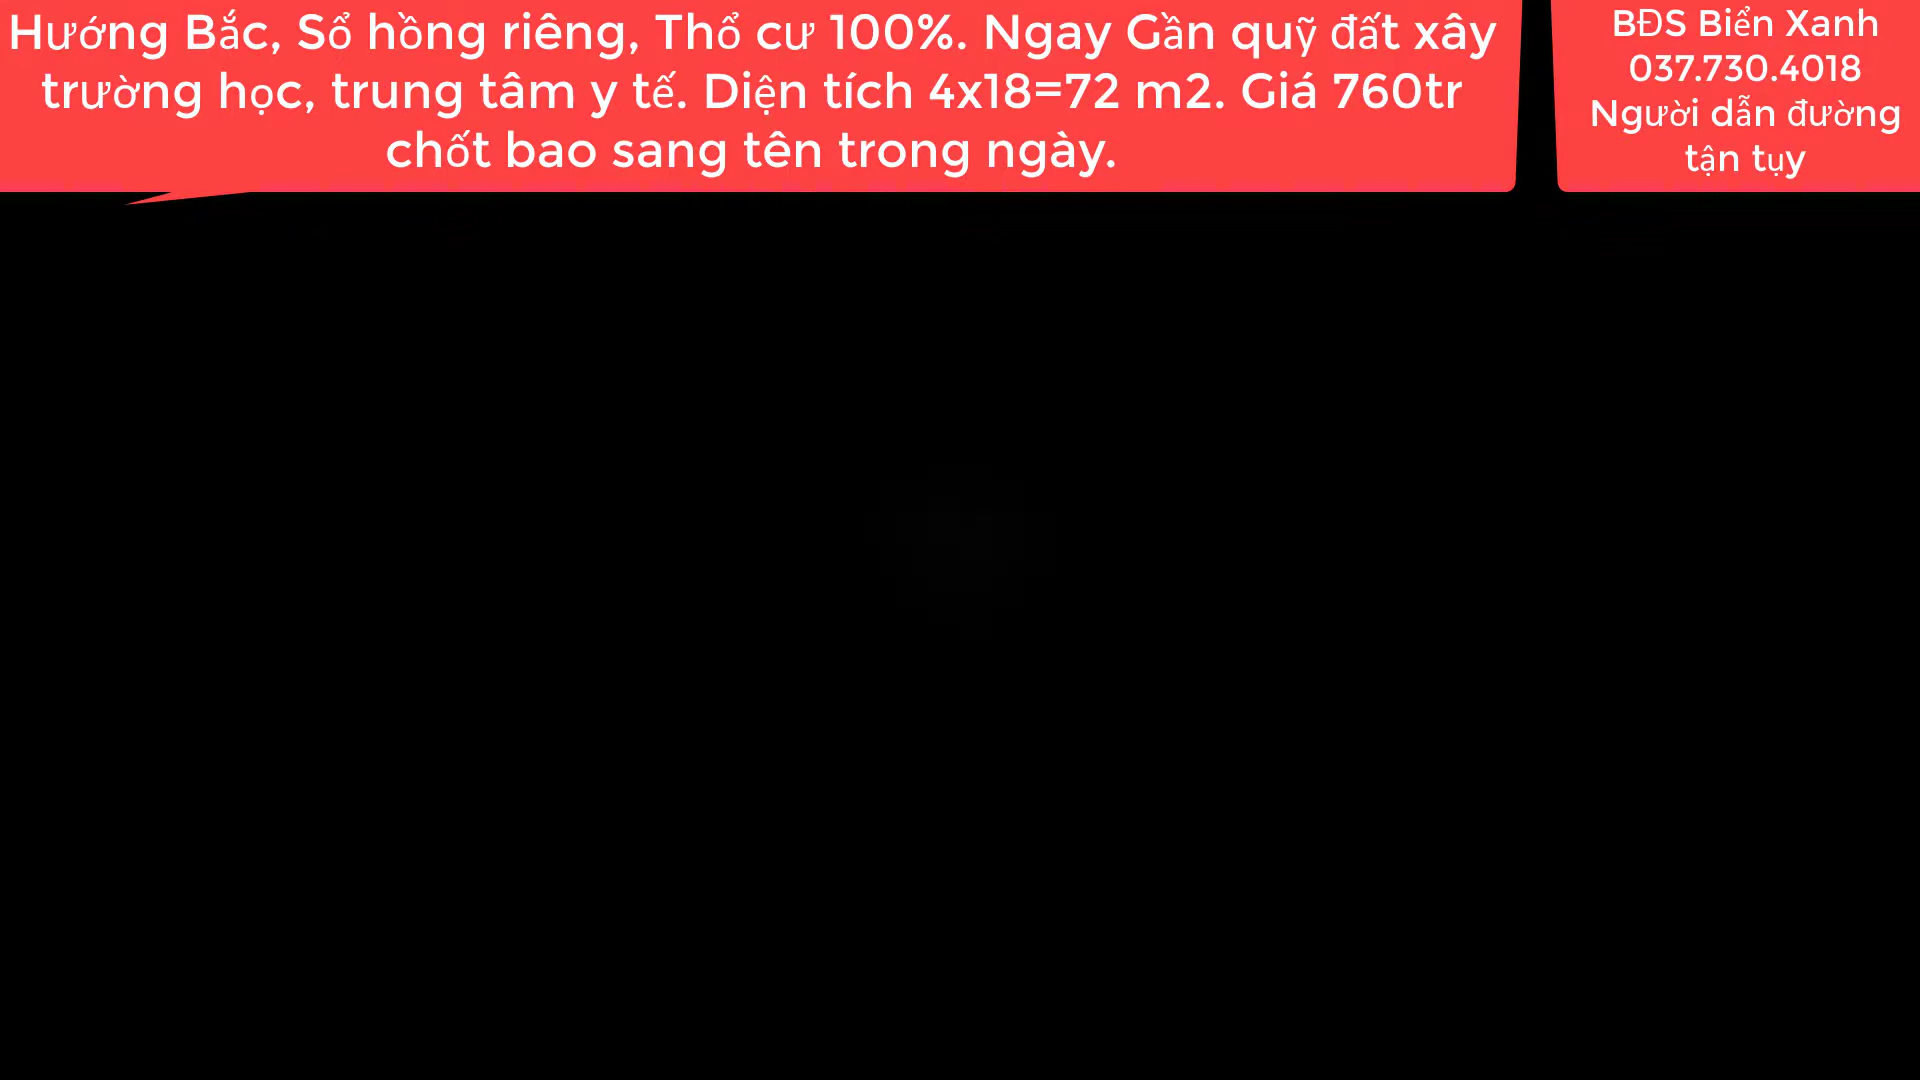 Hướng Bắc, Sổ hồng riêng, Thổ cư 100%. Ngay Gần quỹ đất xây
trường học, trung tâm y tế. Diện tích 4x18=72 m2. Giá 760tr
chốt bao sang tên trong ngày.
BĐS Biển Xanh
037.730.4018
Người dẫn đường
tận tụy